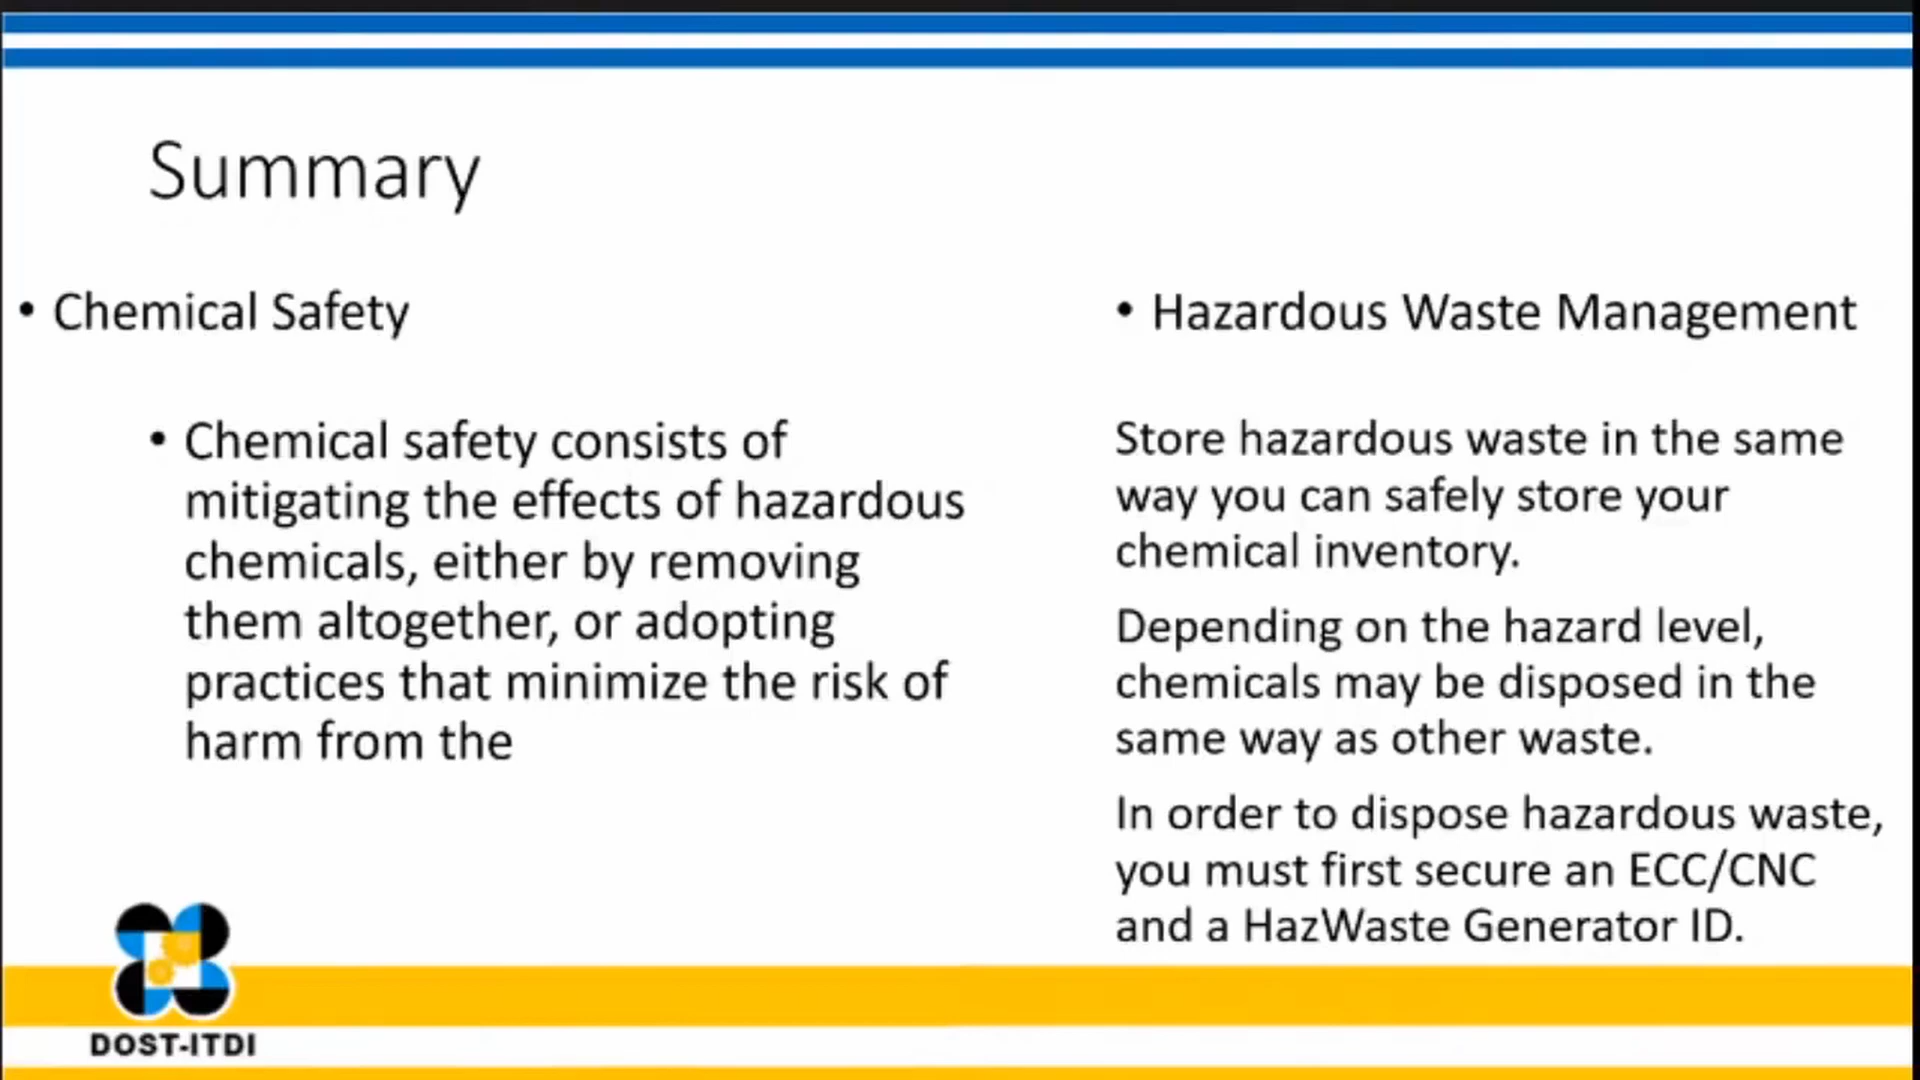 Summary
• Chemical Safety
• Chemical safety consists of
mitigating the effects of hazardous
chemicals, either by removing
them altogether, or adopting
practices that minimize the risk of
harm from the
• Hazardous Waste Management
Store hazardous waste in the same
way you can safely store your
chemical inventory.
Depending on the hazard level,
chemicals may be disposed in the
same way as other waste.
In order to dispose hazardous waste,
you must first secure an ECC/CNC
and a HazWaste Generator ID.
DOST-ITDI